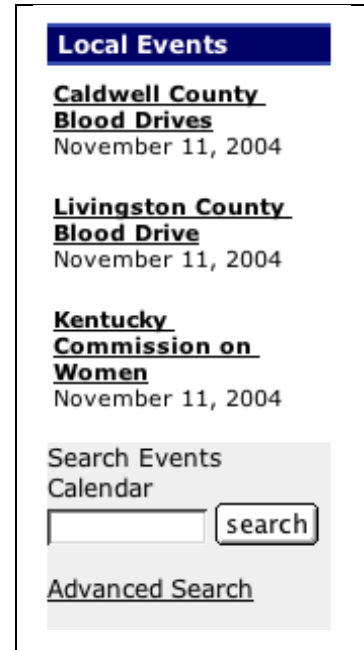 Local Events
Caldwell County
Blood Drives
November 11, 2004
Livingston County
Blood Drive
November 11, 2004
Kentucky
Commission on
Women
November 11, 2004
Search Events
Calendar
search
Advanced Search